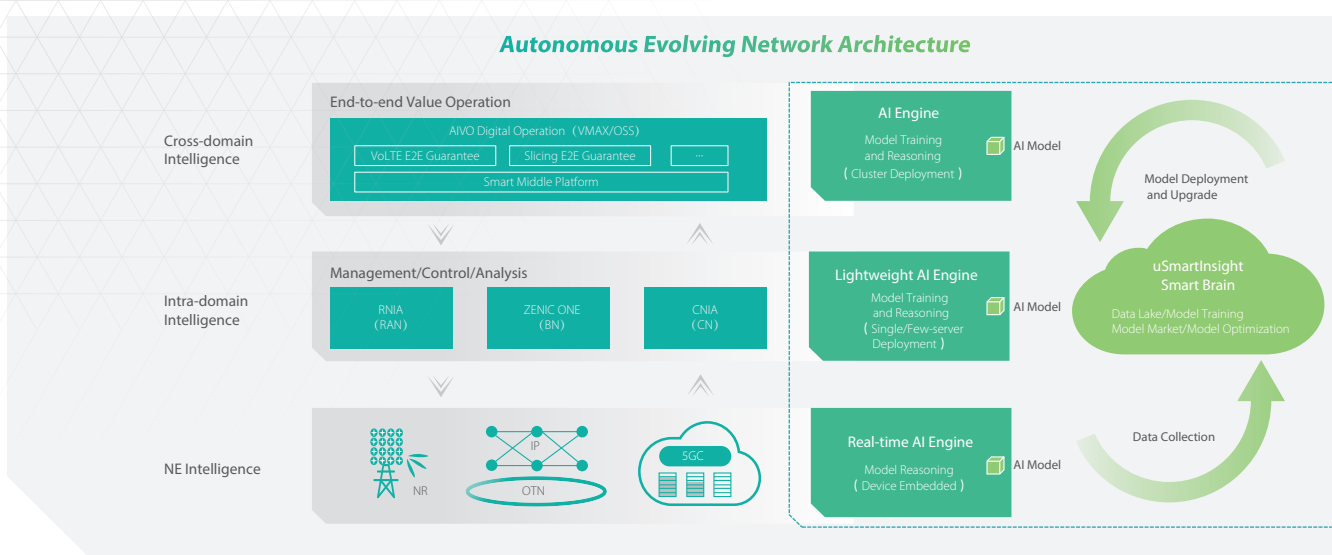 Autonomous Evolving Network Architecture
Cross-domain
Intelligence
End-to-end Value Operation
AIVO Digital Operation（VMAX/OSS）
VoLTE E2E Guarantee
Slicing E2E Guarantee
...
Smart Middle Platform
AI Engine
Model Training
and Reasoning
( Cluster Deployment )
AI Model
Model Deployment
and Upgrade
Intra-domain
Intelligence
Management/Control/Analysis
RNIA
(RAN)
ZENIC ONE
(BN)
CNIA
(CN)
Lightweight AI Engine
Model Training
and Reasoning
( Single/Few-server
Deployment )
AI Model
uSmartInsight
Smart Brain
Data Lake/Model Training
Model Market/Model Optimization
NE Intelligence
NR
IP
OTN
5GC
Real-time AI Engine
Model Reasoning
( Device Embedded )
AI Model
Data Collection